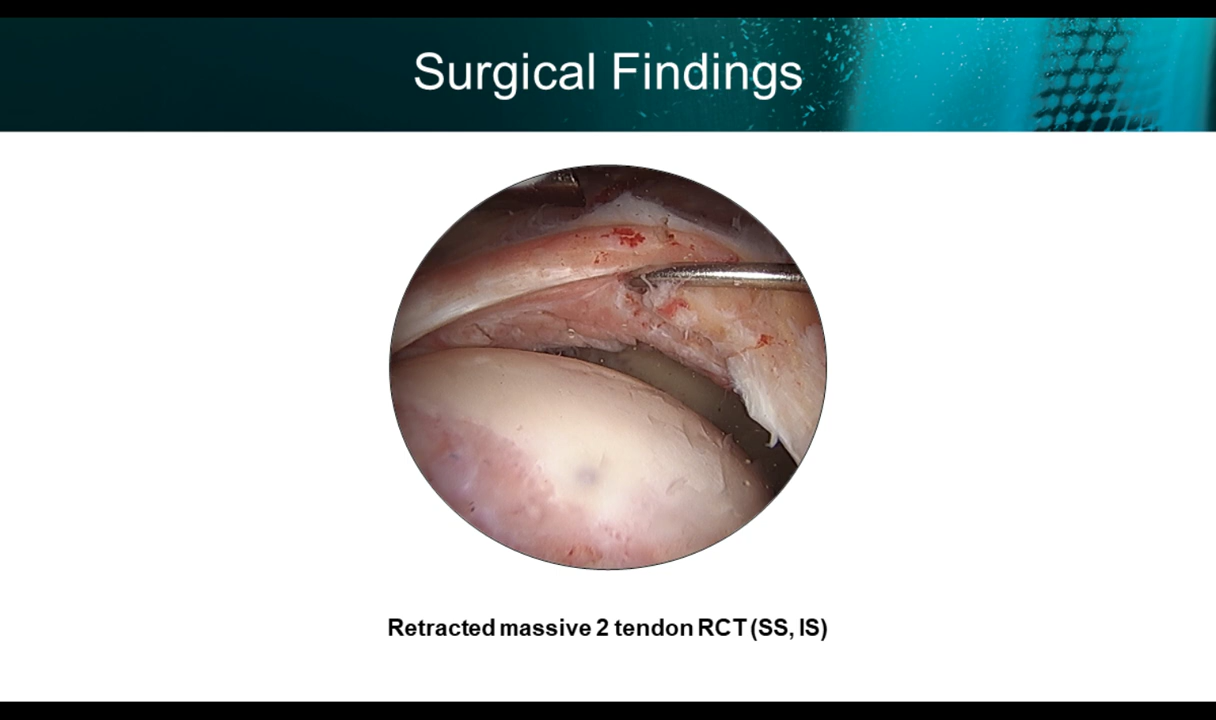 Surgical Findings
Retracted massive 2 tendon RCT (SS, IS)